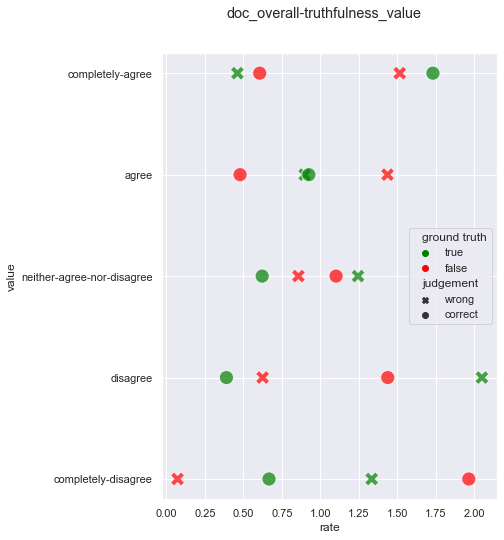 doc_overall-truthfulness_value
completely-agree
agree
neither-agree-nor-disagree
disagree
completely-disagree
value
ground truth
true
false
judgement
wrong
correct
0.00 0.25 0.50 0.75 1.00 1.25 1.50 1.75 2.00
rate